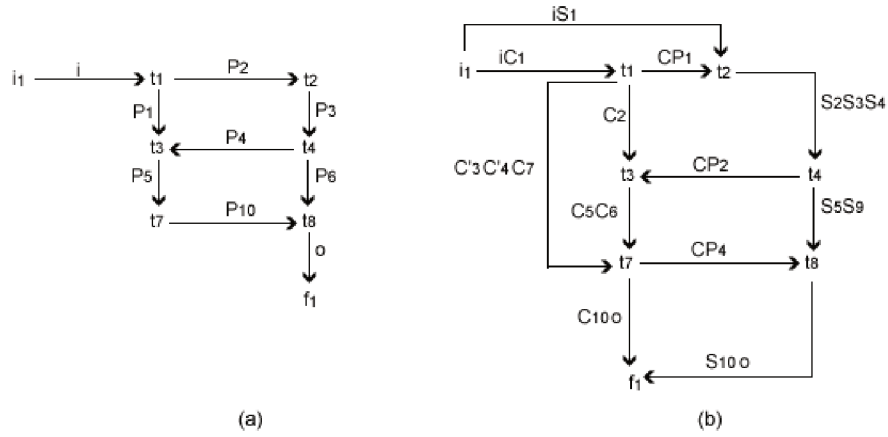 i1 i t1 P2 t2
P1 P3
t3 P4 t4
P5 P6
t7 P10 t8
o
f1
(a)
iS1
i1 iC1 t1 CP1 t2
C2 S2S3S4
C'3C'4C7 t3 CP2 t4
C5C6 S5S9
t7 CP4 t8
C10o
f1 S10o
(b)